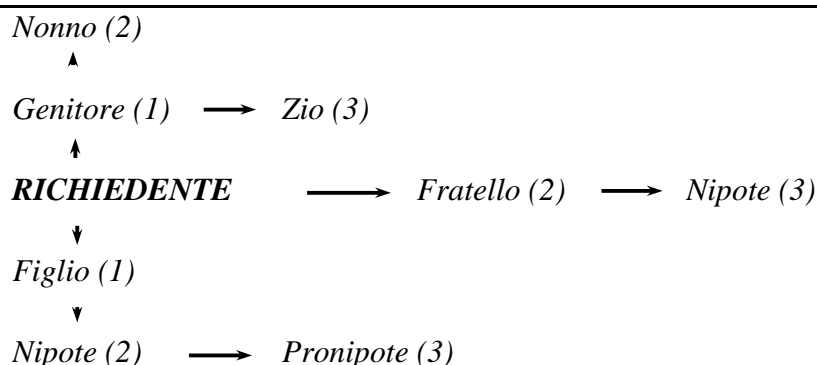 Nonno (2)
Genitore (1) Zio (3)
RICHIEDENTE Fratello (2) Nipote (3)
Figlio (1)
Nipote (2) Pronipote (3)